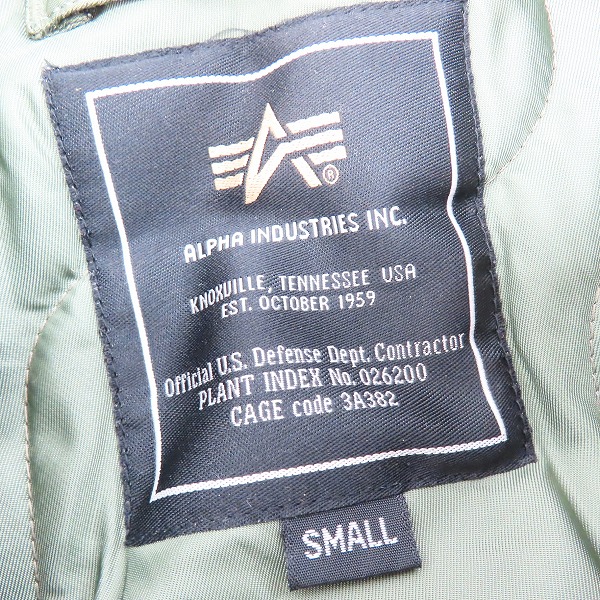 ®
ALPHA INDUSTRIES INC.
KNOXVILLE, TENNESSEE USA
EST. OCTOBER 1959
Official U.S. Defense Dept. Contractor
PLANT INDEX No. 026200
CAGE code 3A382
SMALL